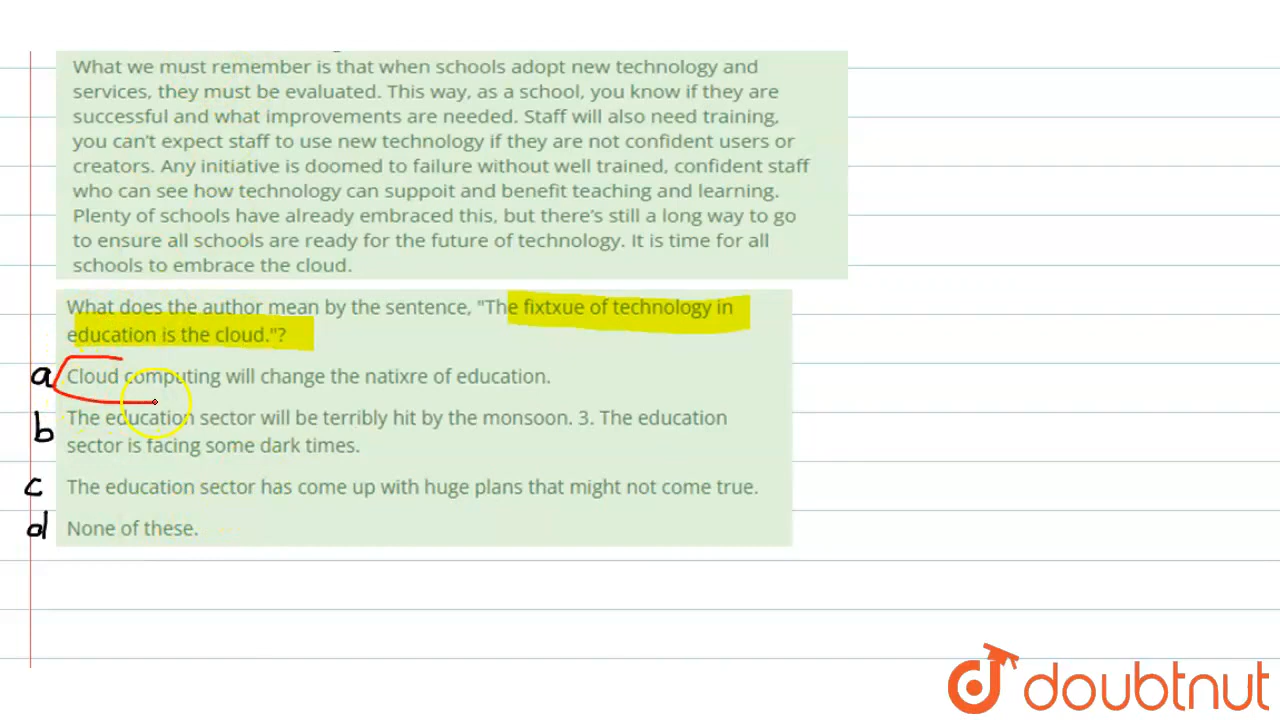 What we must remember is that when schools adopt new technology and
services, they must be evaluated. This way, as a school, you know if they are
successful and what improvements are needed. Staff will also need training,
you can't expect staff to use new technology if they are not confident users or
creators. Any initiative is doomed to failure without well trained, confident staff
who can see how technology can suppoit and benefit teaching and learning.
Plenty of schools have already embraced this, but there's still a long way to go
to ensure all schools are ready for the future of technology. It is time for all
schools to embrace the cloud.
What does the author mean by the sentence, "The fixtxue of technology in
education is the cloud."?
a Cloud computing will change the natixre of education.
b The education sector will be terribly hit by the monsoon. 3. The education
sector is facing some dark times.
c The education sector has come up with huge plans that might not come true.
d None of these.
doubtnut